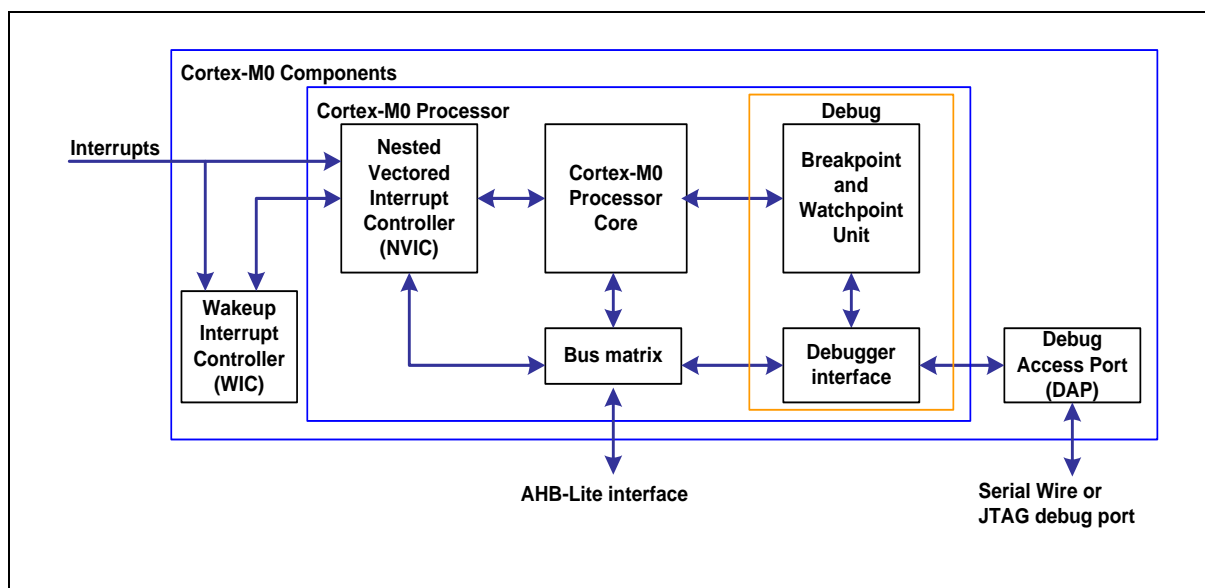 Cortex-M0 Components
Cortex-M0 Processor
Debug
Interrupts
Nested
Vectored
Interrupt
Controller
(NVIC)
Cortex-M0
Processor
Core
Breakpoint
and
Watchpoint
Unit
Wakeup
Interrupt
Controller
(WIC)
Bus matrix
Debugger
interface
Debug
Access Port
(DAP)
AHB-Lite interface
Serial Wire or
JTAG debug port